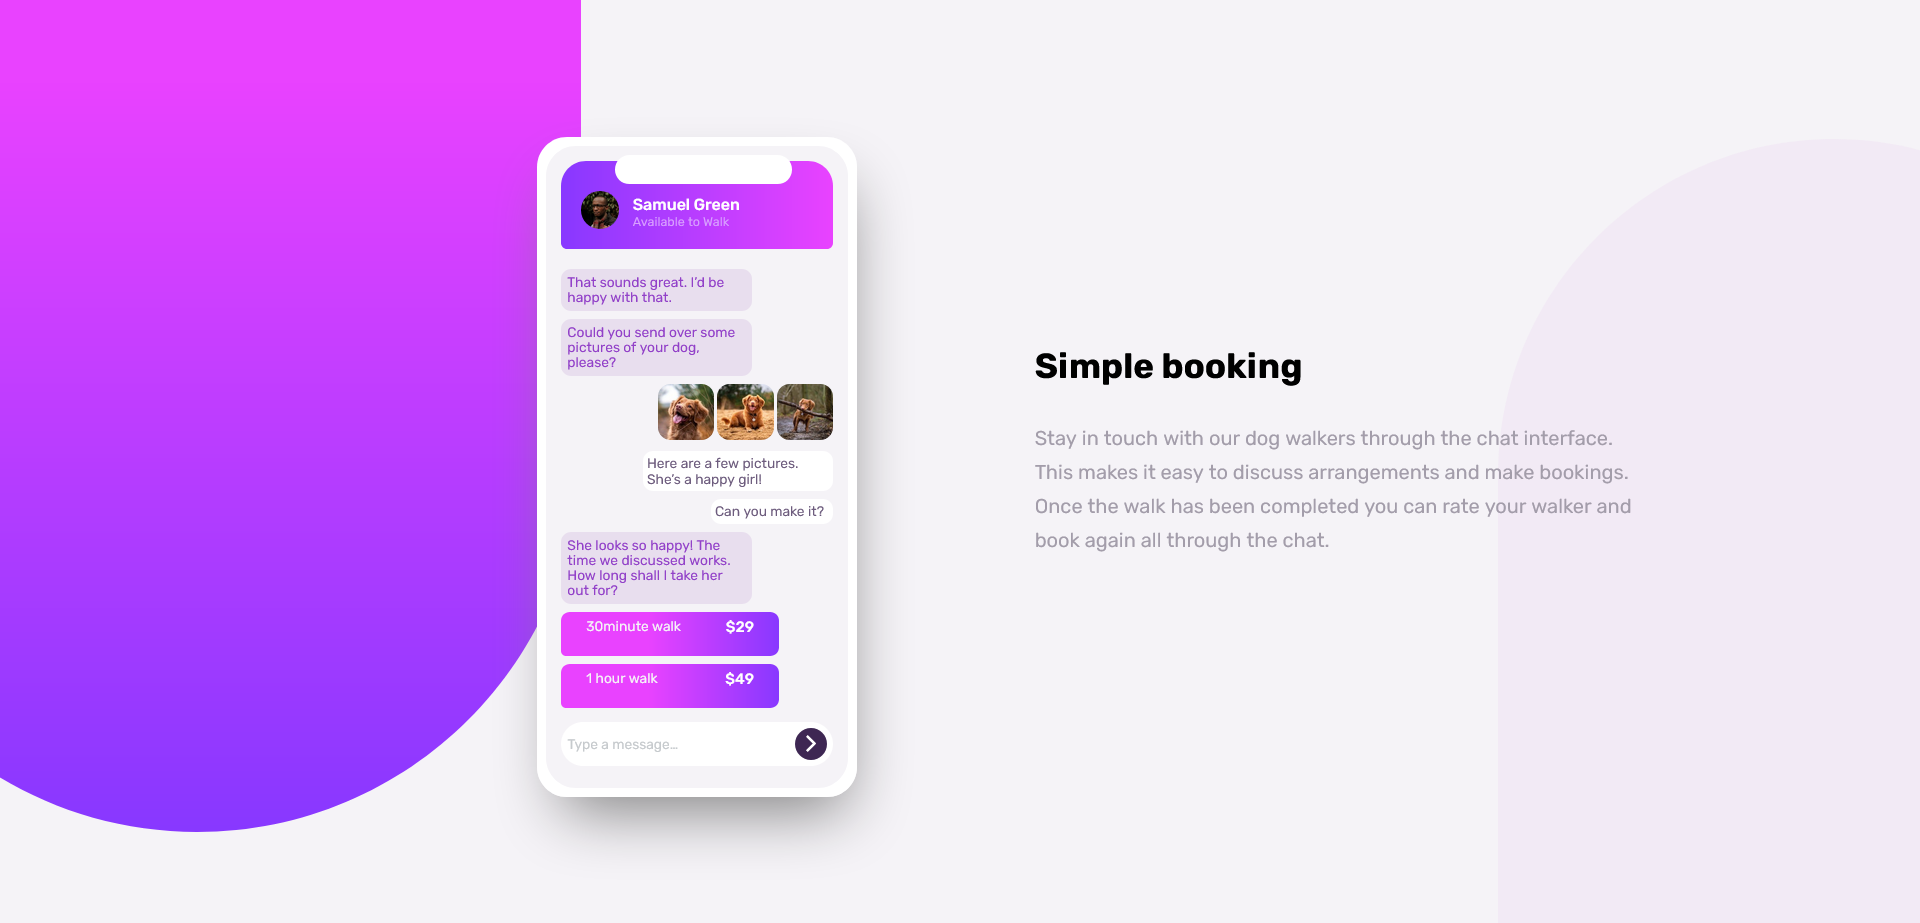 Samuel Green
Available to Walk
That sounds great. I’d be
happy with that.
Could you send over some
pictures of your dog,
please?
Here are a few pictures.
She’s a happy girl!
Can you make it?
She looks so happy! The
time we discussed works.
How long shall I take her
out for?
30minute walk $29
1 hour walk $49
Type a message…
Simple booking
Stay in touch with our dog walkers through the chat interface.
This makes it easy to discuss arrangements and make bookings.
Once the walk has been completed you can rate your walker and
book again all through the chat.